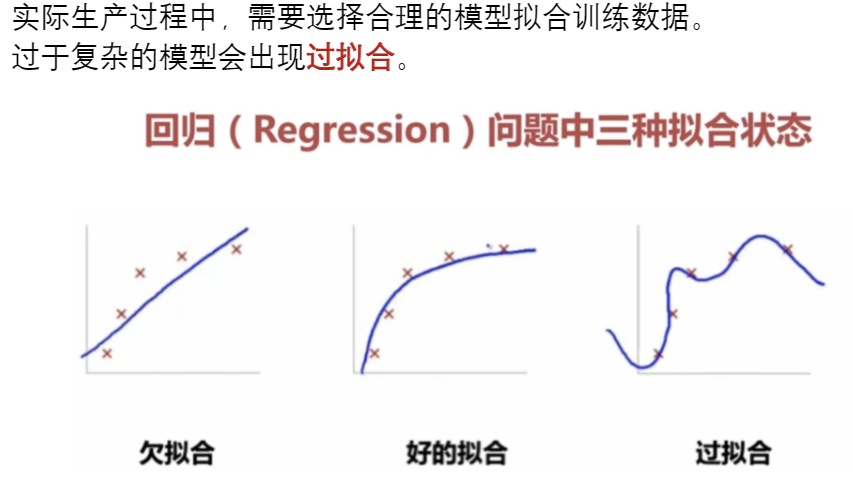 实际生产过程中，需要选择合理的模型拟合训练数据。
过于复杂的模型会出现过拟合。
回归（Regression）问题中三种拟合状态
欠拟合 好的拟合 过拟合